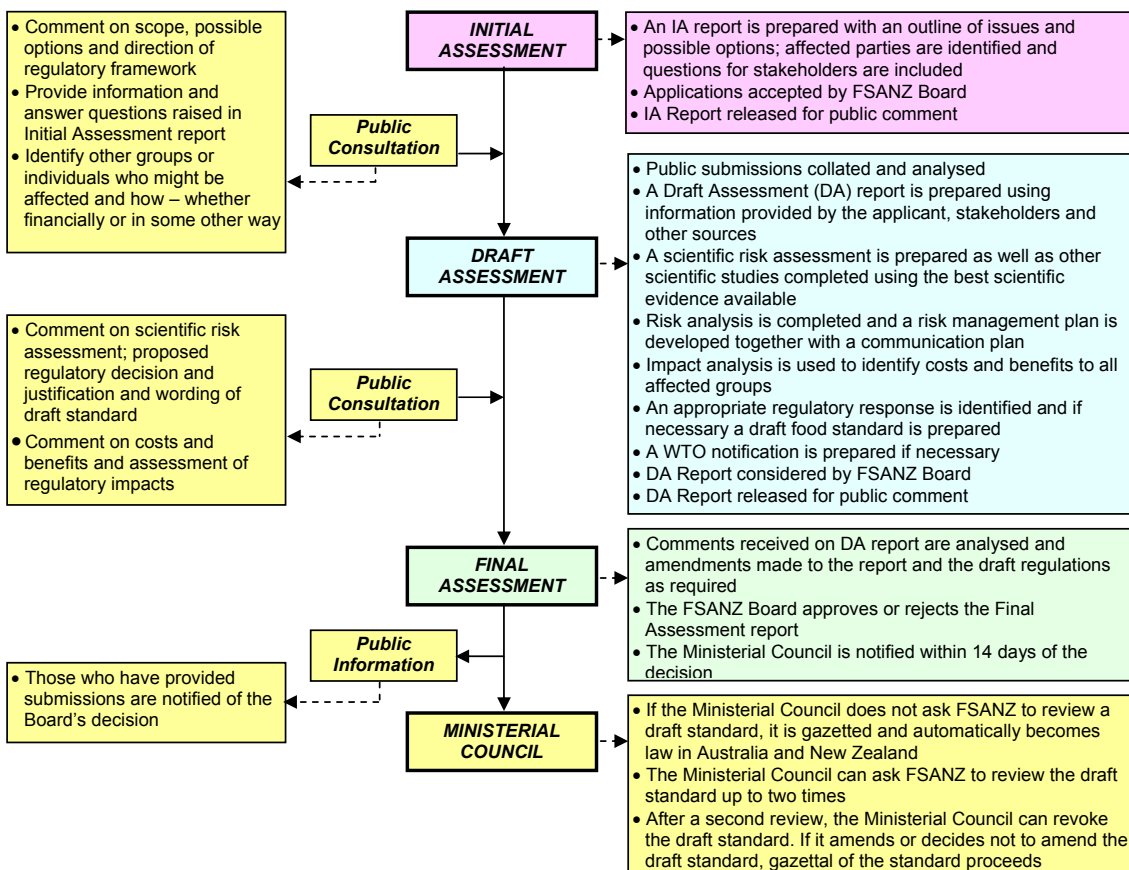 • Comment on scope, possible
options and direction of
regulatory framework
• Provide information and
answer questions raised in
Initial Assessment report
• Identify other groups or
individuals who might be
affected and how – whether
financially or in some other way
INITIAL
ASSESSMENT
• An IA report is prepared with an outline of issues and
possible options; affected parties are identified and
questions for stakeholders are included
• Applications accepted by FSANZ Board
• IA Report released for public comment
Public
Consultation
• Public submissions collated and analysed
• A Draft Assessment (DA) report is prepared using
information provided by the applicant, stakeholders and
other sources
• A scientific risk assessment is prepared as well as other
scientific studies completed using the best scientific
evidence available
• Risk analysis is completed and a risk management plan is
developed together with a communication plan
• Impact analysis is used to identify costs and benefits to all
affected groups
• An appropriate regulatory response is identified and if
necessary a draft food standard is prepared
• A WTO notification is prepared if necessary
• DA Report considered by FSANZ Board
• DA Report released for public comment
DRAFT
ASSESSMENT
• Comment on scientific risk
assessment; proposed
regulatory decision and
justification and wording of
draft standard
• Comment on costs and
benefits and assessment of
regulatory impacts
Public
Consultation
FINAL
ASSESSMENT
• Comments received on DA report are analysed and
amendments made to the report and the draft regulations
as required
• The FSANZ Board approves or rejects the Final
Assessment report
• The Ministerial Council is notified within 14 days of the
decision
Public
Information
• Those who have provided
submissions are notified of the
Board's decision
MINISTERIAL
COUNCIL
• If the Ministerial Council does not ask FSANZ to review a
draft standard, it is gazetted and automatically becomes
law in Australia and New Zealand
• The Ministerial Council can ask FSANZ to review the draft
standard up to two times
• After a second review, the Ministerial Council can revoke
the draft standard. If it amends or decides not to amend the
draft standard, gazettal of the standard proceeds